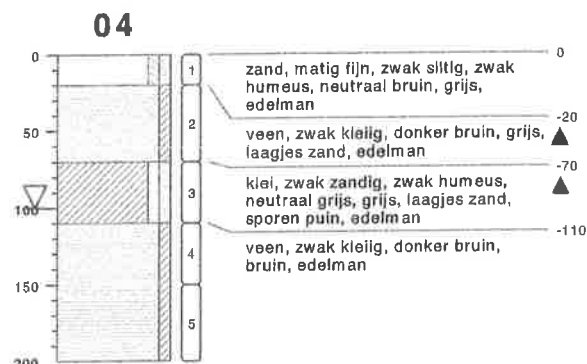 04
0
0
1
zand, matig fijn, zwak siltig, zwak
humeus, neutraal bruin, grijs,
edelman
-20
50
2
veen, zwak kleiig, donker bruin, grijs,
laagjes zand, edelman
-70
100
3
klei, zwak zandig, zwak humeus,
neutraal grijs, grijs, laagjes zand,
sporen puin, edelman
-110
150
4
veen, zwak kleiig, donker bruin,
bruin, edelman
5
200